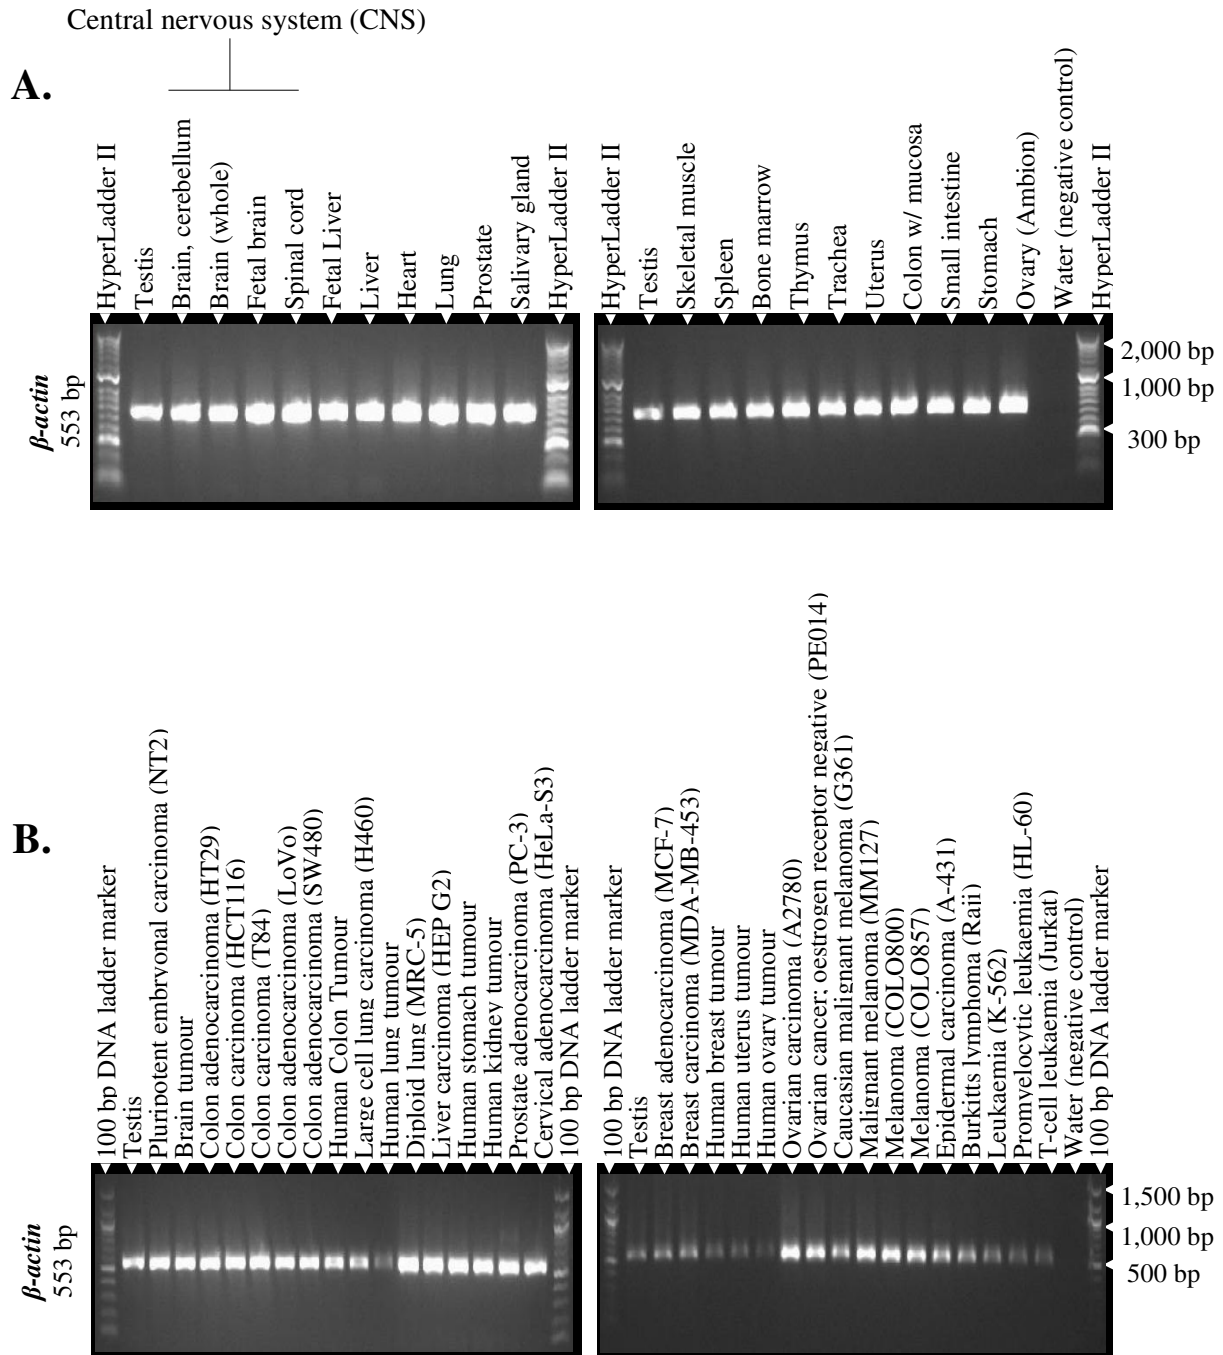 Central nervous system (CNS)
A.
HyperLadder II
Testis
Brain, cerebellum
Brain (whole)
Fetal brain
Spinal cord
Fetal Liver
Liver
Heart
Lung
Prostate
Salivary gland
HyperLadder II
HyperLadder II
Testis
Skeletal muscle
Spleen
Bone marrow
Thymus
Trachea
Uterus
Colon w/ mucosa
Small intestine
Stomach
Ovary (Ambion)
Water (negative control)
HyperLadder II
β-actin
553 bp
2,000 bp
1,000 bp
300 bp
B.
100 bp DNA ladder marker
Testis
Pluripotent embryonal carcinoma (NT2)
Brain tumour
Colon adenocarcinoma (HT29)
Colon carcinoma (HCT116)
Colon carcinoma (T84)
Colon adenocarcinoma (LoVo)
Colon adenocarcinoma (SW480)
Human Colon Tumour
Large cell lung carcinoma (H460)
Human lung tumour
Diploid lung (MRC-5)
Liver carcinoma (HEP G2)
Human stomach tumour
Human kidney tumour
Prostate adenocarcinoma (PC-3)
Cervical adenocarcinoma (HeLa-S3)
100 bp DNA ladder marker
100 bp DNA ladder marker
Testis
Breast adenocarcinoma (MCF-7)
Breast carcinoma (MDA-MB-453)
Human breast tumour
Human uterus tumour
Human ovary tumour
Ovarian carcinoma (A2780)
Ovarian cancer; oestrogen receptor negative (PE014)
Caucasian malignant melanoma (G361)
Malignant melanoma (MM127)
Melanoma (COLO800)
Melanoma (COLO857)
Epidermal carcinoma (A-431)
Burkitts lymphoma (Raji)
Leukaemia (K-562)
Promyelocytic leukaemia (HL-60)
T-cell leukaemia (Jurkat)
Water (negative control)
100 bp DNA ladder marker
β-actin
553 bp
1,500 bp
1,000 bp
500 bp